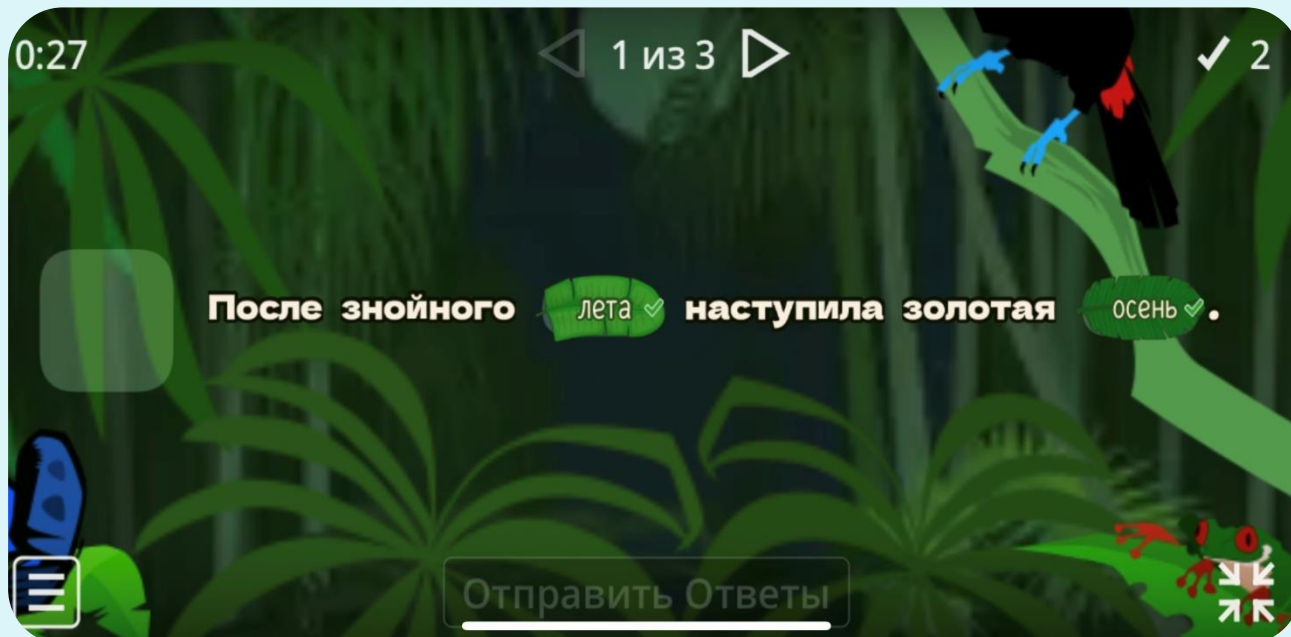 0:27 1 из 3 2
После знойного лета наступила золотая осень.
Отправить Ответы